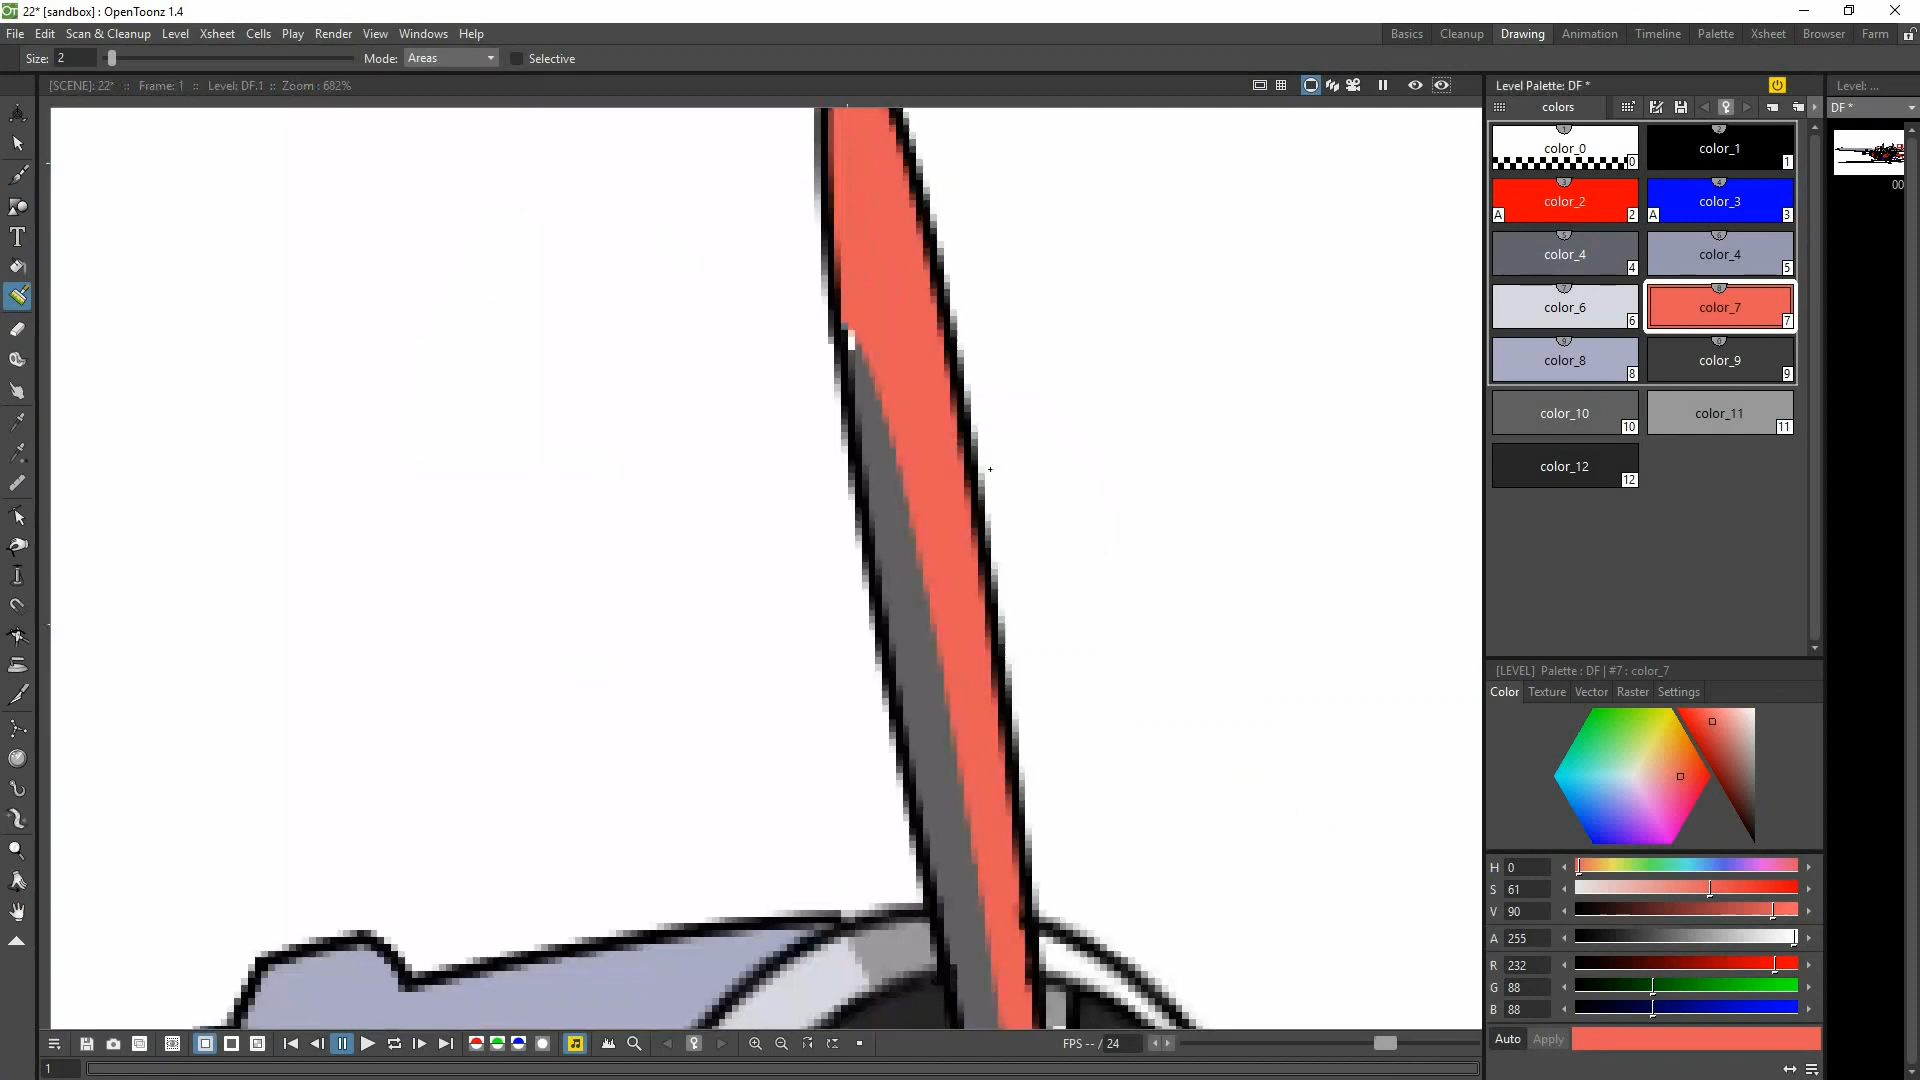 22* [sandbox] : OpenToonz 1.4
File Edit Scan & Cleanup Level Xsheet Cells Play Render Panels View Windows Help
Basics Cleanup Drawing Animation Timeline Palette Xsheet Browser Farm
Size: 2 Mode: Areas Selective
[SCENE]: 22* :: Frame: 1 :: Level: DF.1 :: Zoom : 682%
Level Palette: DF *
Level: ...
colors
DF *
color_0 0
color_1 1
color_2 A 2
color_3 A 3
color_4 4
color_4 5
color_6 6
color_7 7
color_8 8
color_9 9
color_10 10
color_11 11
color_12 12
00
[LEVEL] Palette : DF | #7 : color_7
Color Texture Vector Raster Settings
H 0
S 61
V 90
A 255
R 232
G 88
B 88
Auto Apply
FPS -- / 24
1